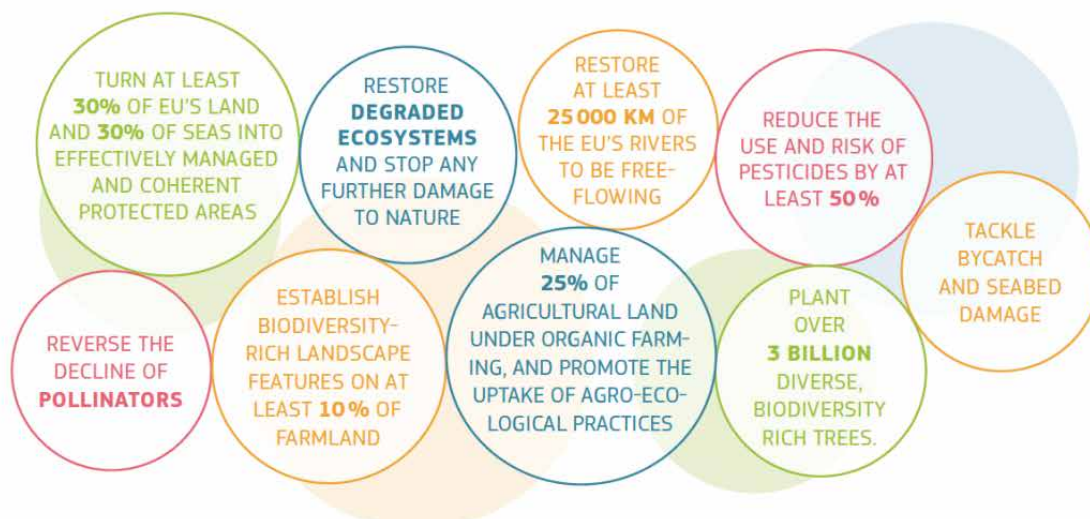 TURN AT LEAST
30% OF EU'S LAND
AND 30% OF SEAS INTO
EFFECTIVELY MANAGED
AND COHERENT
PROTECTED AREAS
RESTORE
DEGRADED
ECOSYSTEMS
AND STOP ANY
FURTHER DAMAGE
TO NATURE
RESTORE
AT LEAST
25 000 KM OF
THE EU'S RIVERS
TO BE FREE-
FLOWING
REDUCE THE
USE AND RISK OF
PESTICIDES BY AT
LEAST 50%
TACKLE
BYCATCH
AND SEABED
DAMAGE
REVERSE THE
DECLINE OF
POLLINATORS
ESTABLISH
BIODIVERSITY-
RICH LANDSCAPE
FEATURES ON AT
LEAST 10% OF
FARMLAND
MANAGE
25% OF
AGRICULTURAL LAND
UNDER ORGANIC FARM-
ING, AND PROMOTE THE
UPTAKE OF AGRO-ECO-
LOGICAL PRACTICES
PLANT
OVER
3 BILLION
DIVERSE,
BIODIVERSITY
RICH TREES.